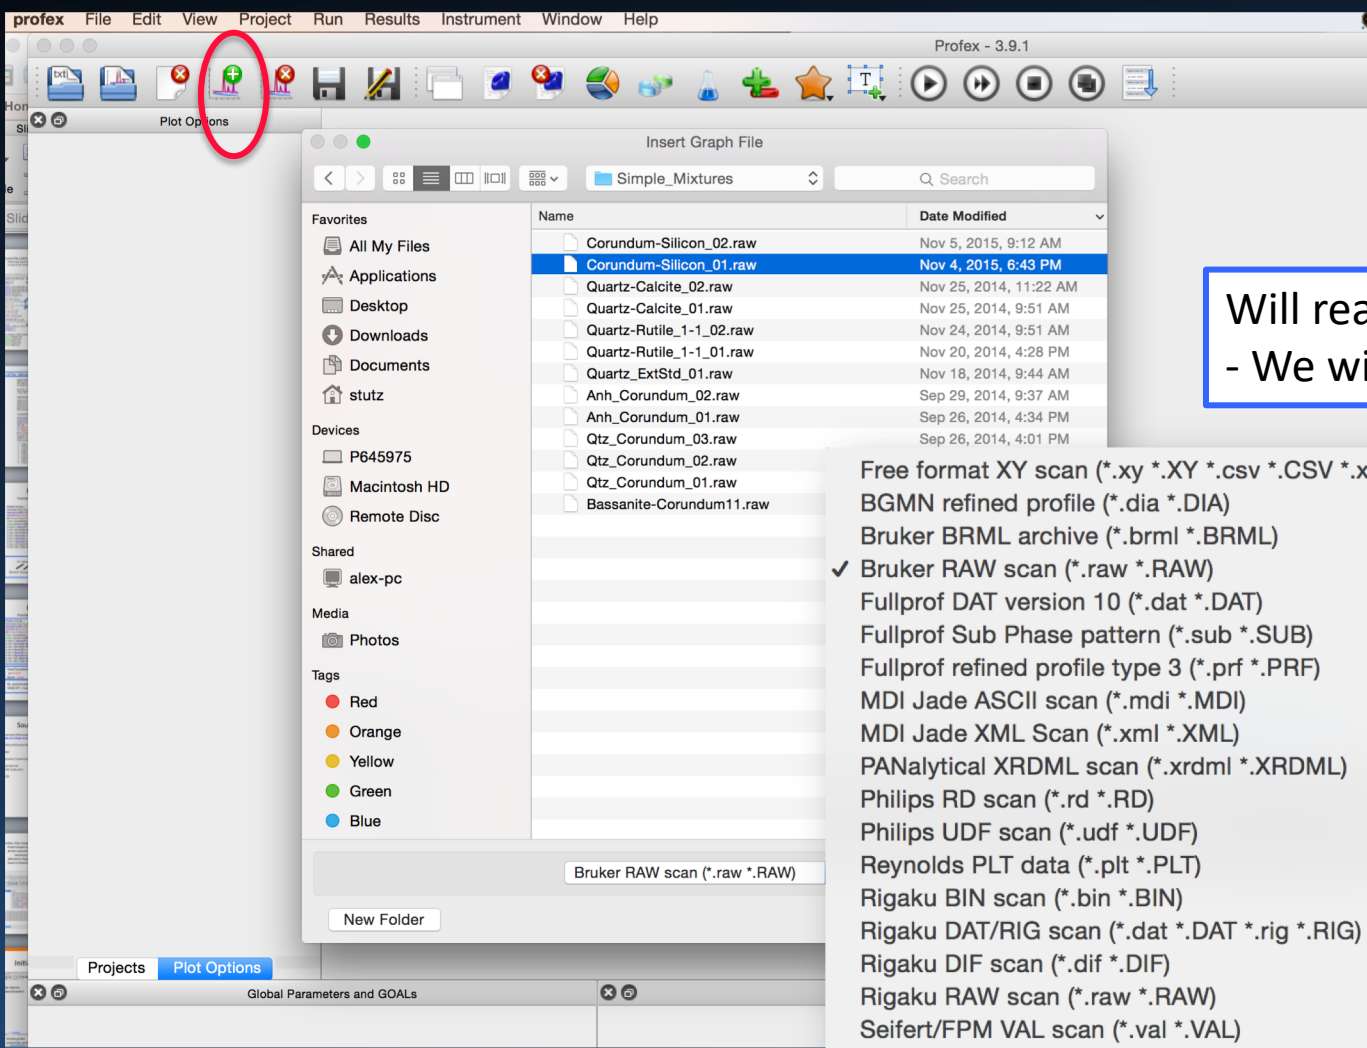 profex File Edit View Project Run Results Instrument Window Help
Profex - 3.9.1
txt
T
Plot Options
Insert Graph File
Simple_Mixtures
Search
Favorites
All My Files
Applications
Desktop
Downloads
Documents
stutz
Devices
P645975
Macintosh HD
Remote Disc
Shared
alex-pc
Media
Photos
Tags
Red
Orange
Yellow
Green
Blue
Name Date Modified
Corundum-Silicon_02.raw Nov 5, 2015, 9:12 AM
Corundum-Silicon_01.raw Nov 4, 2015, 6:43 PM
Quartz-Calcite_02.raw Nov 25, 2014, 11:22 AM
Quartz-Calcite_01.raw Nov 25, 2014, 9:51 AM
Quartz-Rutile_1-1_02.raw Nov 24, 2014, 9:51 AM
Quartz-Rutile_1-1_01.raw Nov 20, 2014, 4:28 PM
Quartz_ExtStd_01.raw Nov 18, 2014, 9:44 AM
Anh_Corundum_02.raw Sep 29, 2014, 9:37 AM
Anh_Corundum_01.raw Sep 26, 2014, 4:34 PM
Qtz_Corundum_03.raw Sep 26, 2014, 4:01 PM
Qtz_Corundum_02.raw
Qtz_Corundum_01.raw
Bassanite-Corundum11.raw
Bruker RAW scan (*.raw *.RAW)
New Folder
Will rea
- We wi
Free format XY scan (*.xy *.XY *.csv *.CSV *.x
BGMN refined profile (*.dia *.DIA)
Bruker BRML archive (*.brml *.BRML)
✓ Bruker RAW scan (*.raw *.RAW)
Fullprof DAT version 10 (*.dat *.DAT)
Fullprof Sub Phase pattern (*.sub *.SUB)
Fullprof refined profile type 3 (*.prf *.PRF)
MDI Jade ASCII scan (*.mdi *.MDI)
MDI Jade XML Scan (*.xml *.XML)
PANalytical XRDML scan (*.xrdml *.XRDML)
Philips RD scan (*.rd *.RD)
Philips UDF scan (*.udf *.UDF)
Reynolds PLT data (*.plt *.PLT)
Rigaku BIN scan (*.bin *.BIN)
Rigaku DAT/RIG scan (*.dat *.DAT *.rig *.RIG)
Rigaku DIF scan (*.dif *.DIF)
Rigaku RAW scan (*.raw *.RAW)
Seifert/FPM VAL scan (*.val *.VAL)
Projects Plot Options
Global Parameters and GOALs